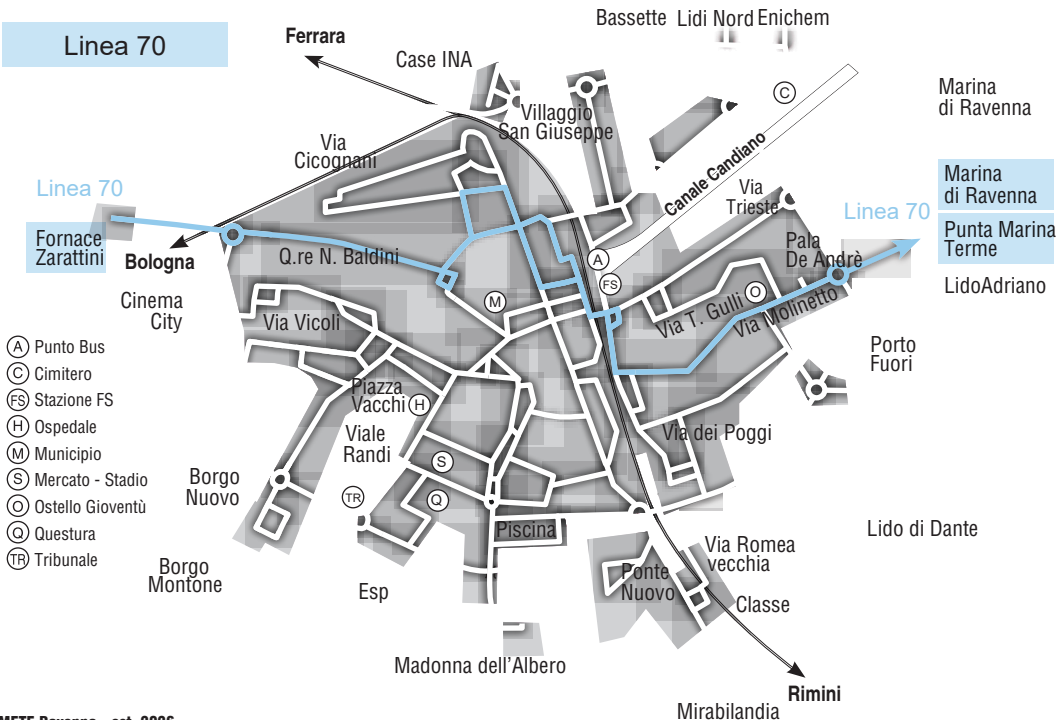 Linea 70
Ferrara
Case INA
Bassette
Lidi Nord
Enichem
C
Marina
di Ravenna
Villaggio
San Giuseppe
Via
Cicognani
Canale Candiano
Via
Trieste
Marina
di Ravenna
Linea 70
Linea 70
Punta Marina
Terme
Fornace
Zarattini
Bologna
Q.re N. Baldini
A
FS
Pala
De Andrè
LidoAdriano
Cinema
City
M
O
Via T. Gulli
Via Molinetto
Via Vicoli
Porto
Fuori
A Punto Bus
C Cimitero
FS Stazione FS
H Ospedale
M Municipio
S Mercato - Stadio
O Ostello Gioventù
Q Questura
TR Tribunale
Piazza
Vacchi
H
Viale
Randi
Via dei Poggi
S
Borgo
Nuovo
TR
Q
Piscina
Lido di Dante
Via Romea
vecchia
Borgo
Montone
Esp
Ponte
Nuovo
Classe
Madonna dell'Albero
Rimini
Mirabilandia